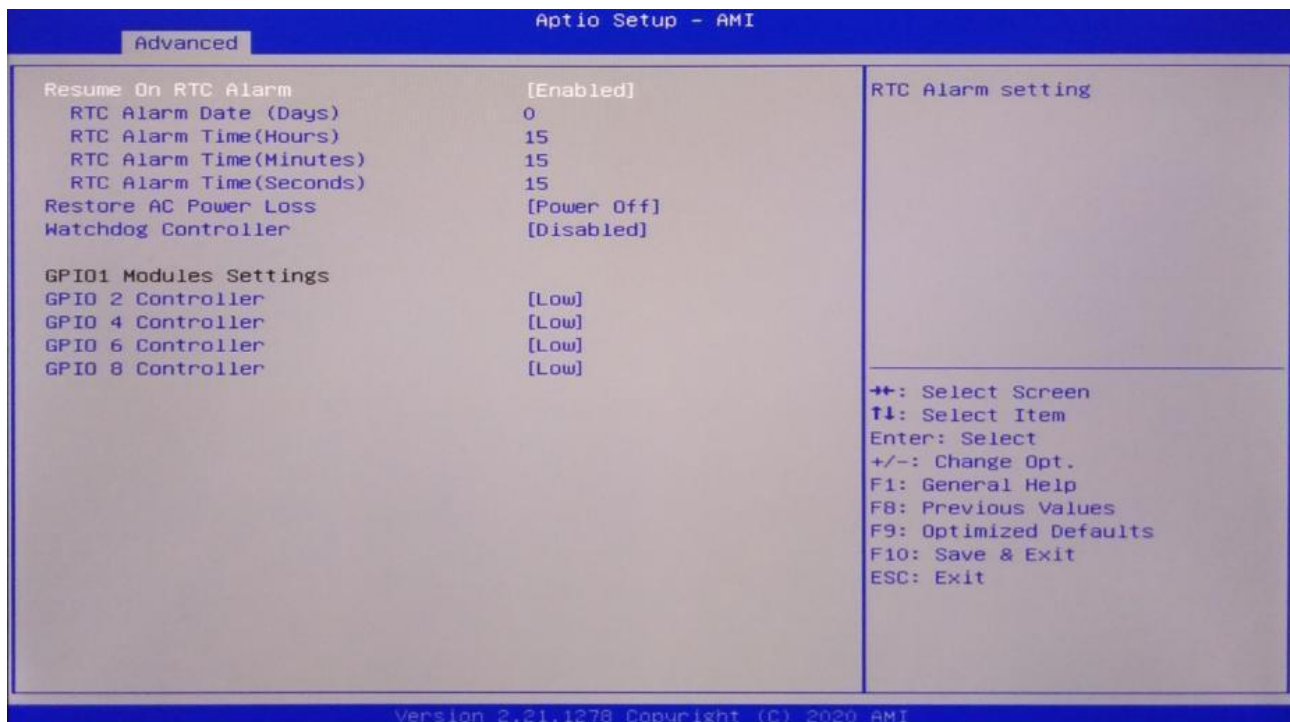 Aptio Setup - AMI
Advanced
Resume On RTC Alarm [Enabled]
RTC Alarm Date (Days) 0
RTC Alarm Time(Hours) 15
RTC Alarm Time(Minutes) 15
RTC Alarm Time(Seconds) 15
Restore AC Power Loss [Power Off]
Watchdog Controller [Disabled]
GPIO1 Modules Settings
GPIO 2 Controller [Low]
GPIO 4 Controller [Low]
GPIO 6 Controller [Low]
GPIO 8 Controller [Low]
RTC Alarm setting
→←: Select Screen
↑↓: Select Item
Enter: Select
+/-: Change Opt.
F1: General Help
F8: Previous Values
F9: Optimized Defaults
F10: Save & Exit
ESC: Exit
Version 2.21.1278 Copyright (C) 2020 AMI